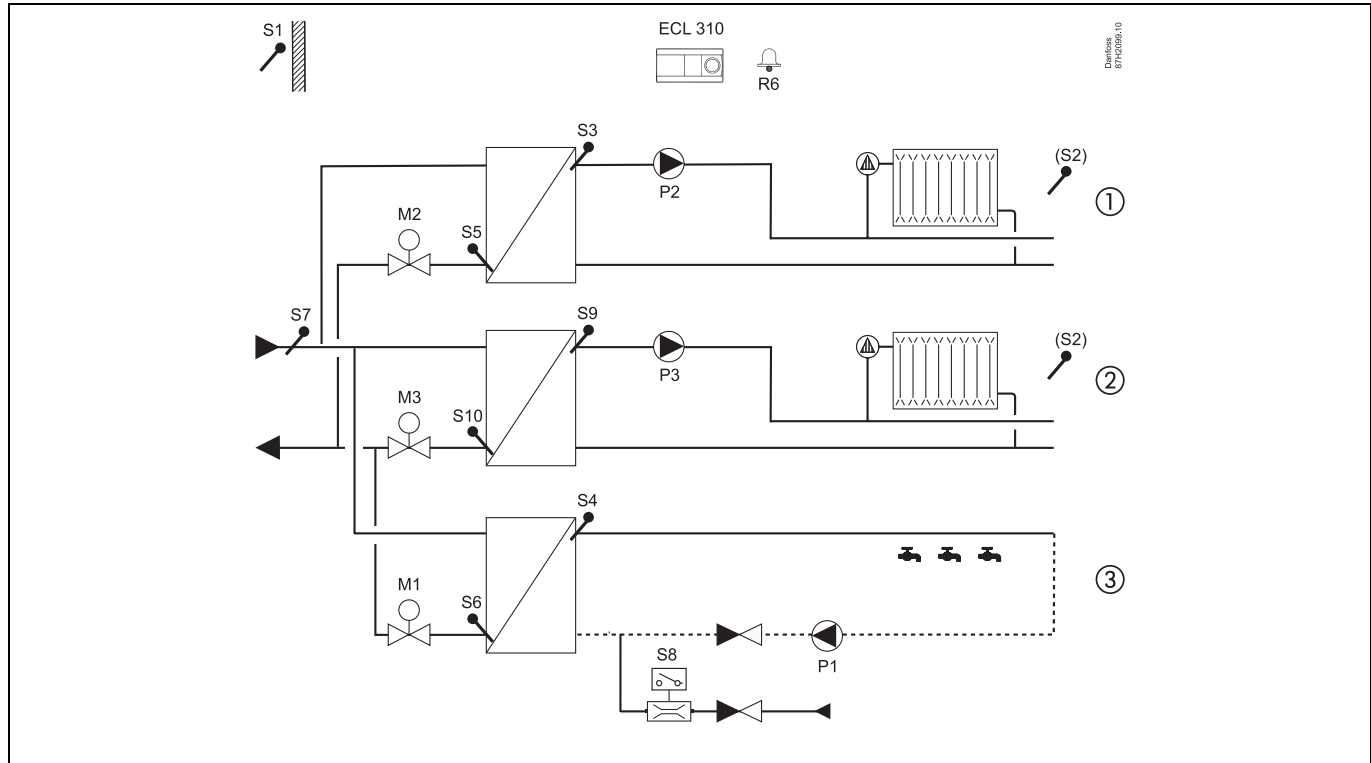 S1
ECL 310
R6
Danfoss
87H2099.10
S3
P2
(S2)
①
M2
S5
S7
S9
P3
(S2)
②
M3
S10
S4
③
M1
S6
S8
P1